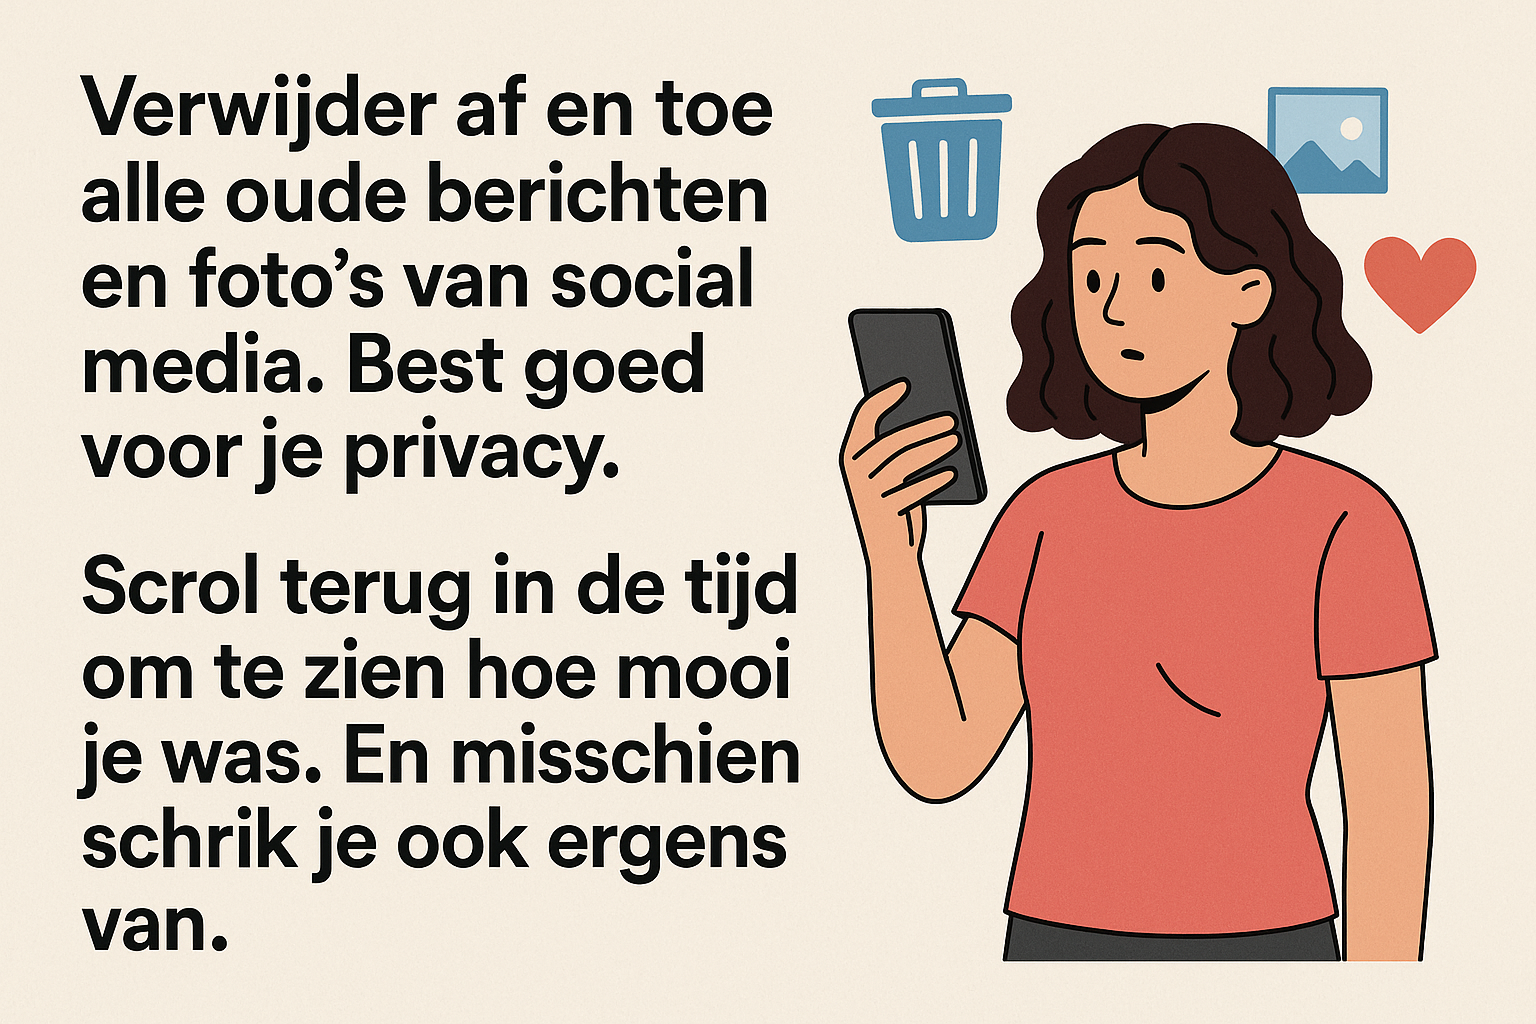 Verwijder af en toe
alle oude berichten
en foto’s van social
media. Best goed
voor je privacy.
Scrol terug in de tijd
om te zien hoe mooi
je was. En misschien
schrik je ook ergens
van.